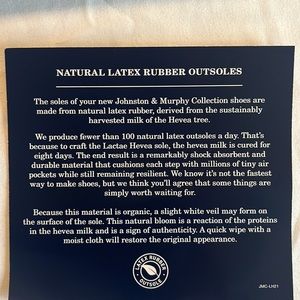 NATURAL LATEX RUBBER OUTSOLES
The soles of your new Johnston & Murphy Collection shoes are
made from natural latex rubber, derived from the sustainably
harvested milk of the Hevea tree.
We produce fewer than 100 natural latex outsoles a day. That's
because to craft the Lactae Hevea sole, the hevea milk is cured for
eight days. The end result is a remarkably shock absorbent and
durable material that cushions each step with millions of tiny air
pockets while still remaining resilient. We know it's not the fastest
way to make shoes, but we think you'll agree that some things are
simply worth waiting for.
Because this material is organic, a slight white veil may form on
the surface of the sole. This natural bloom is a reaction of the proteins
in the hevea milk and is a sign of authenticity. A quick wipe with a
moist cloth will restore the original appearance.
LATEX RUBBER
OUTSOLE
JMC-LH21